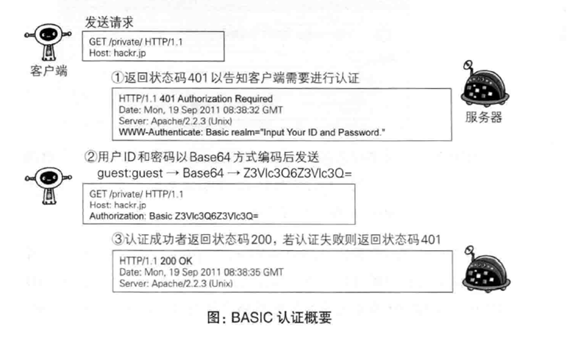 发送请求
GET /private/ HTTP/1.1
Host: hackr.jp
客户端
①返回状态码401以告知客户端需要进行认证
HTTP/1.1 401 Authorization Required
Date: Mon, 19 Sep 2011 08:38:32 GMT
Server: Apache/2.2.3 (Unix)
WWW-Authenticate: Basic realm="Input Your ID and Password."
服务器
②用户ID和密码以Base64方式编码后发送
guest:guest → Base64 → Z3Vlc3Q6Z3Vlc3Q=
GET /private/ HTTP/1.1
Host: hackr.jp
Authorization: Basic Z3Vlc3Q6Z3Vlc3Q=
③认证成功者返回状态码200，若认证失败则返回状态码401
HTTP/1.1 200 OK
Date: Mon, 19 Sep 2011 08:38:35 GMT
Server: Apache/2.2.3 (Unix)
图：BASIC 认证概要